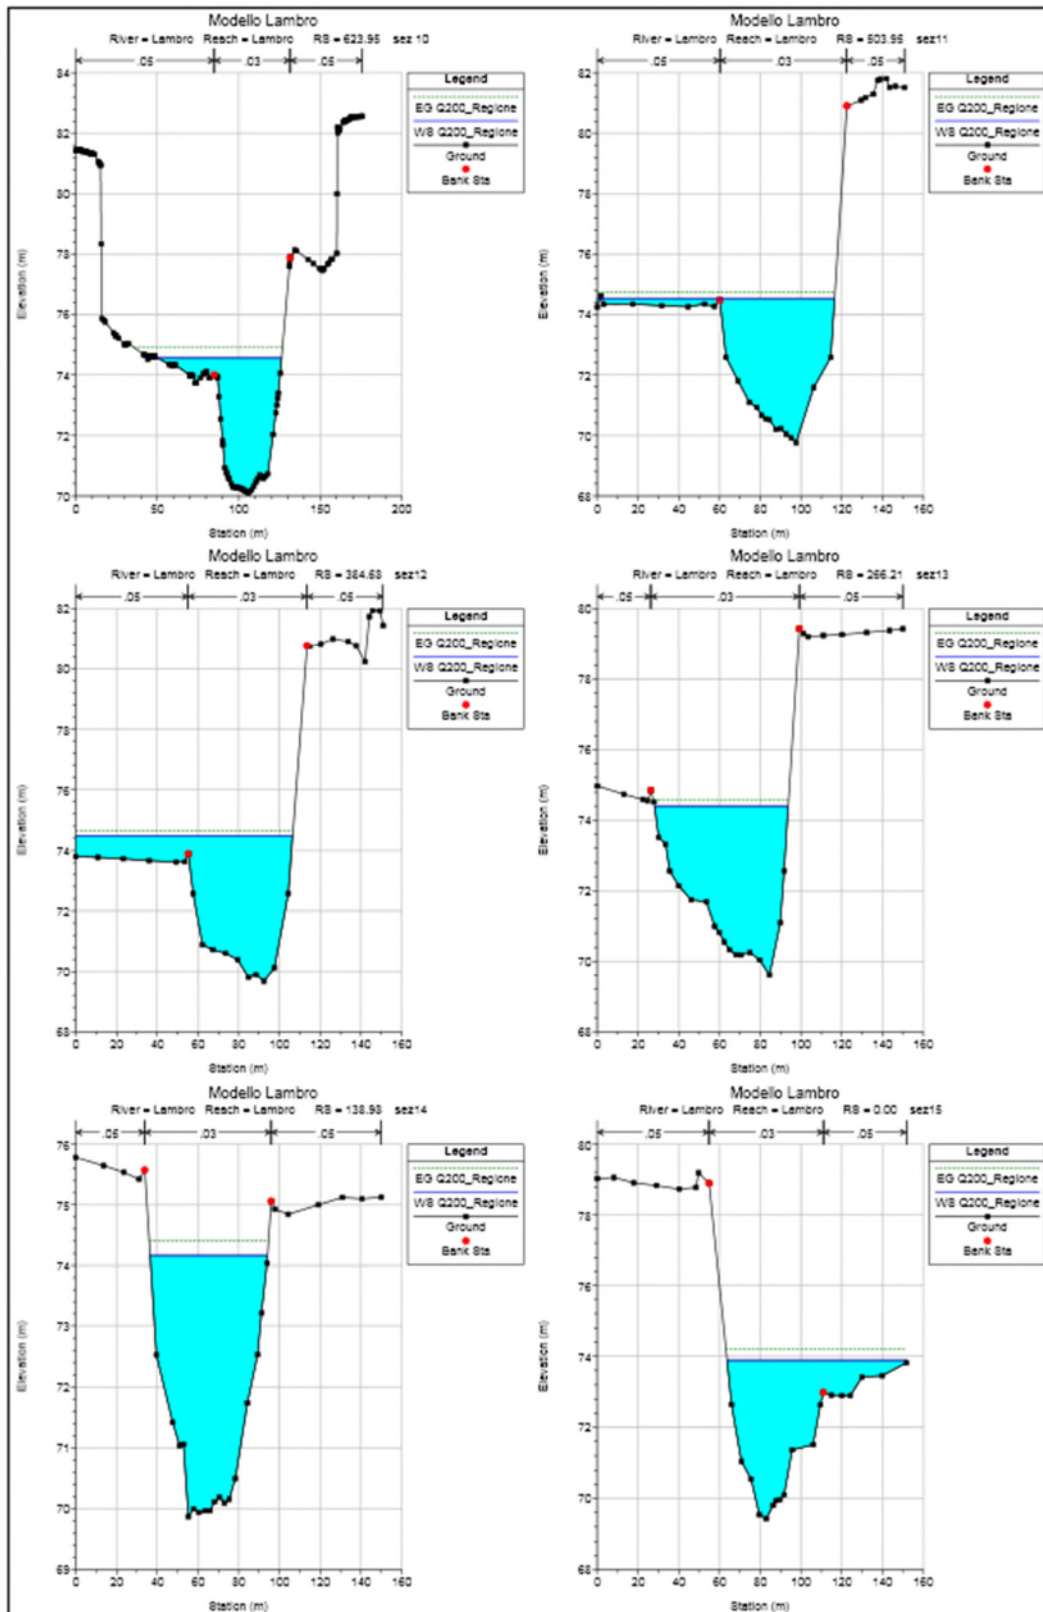 Modello Lambro
River = Lambro Reach = Lambro RS = 623.95 sez 10
.05 .03 .05
Legend
EG Q200_Regione
WS Q200_Regione
Ground
Bank Sta
Elevation (m)
84
82
80
78
76
74
72
70
0 50 100 150 200
Station (m)
Modello Lambro
River = Lambro Reach = Lambro RS = 503.95 sez11
.05 .03 .05
Legend
EG Q200_Regione
WS Q200_Regione
Ground
Bank Sta
Elevation (m)
82
80
78
76
74
72
70
68
0 20 40 60 80 100 120 140 160
Station (m)
Modello Lambro
River = Lambro Reach = Lambro RS = 384.63 sez12
.05 .03 .05
Legend
EG Q200_Regione
WS Q200_Regione
Ground
Bank Sta
Elevation (m)
82
80
78
76
74
72
70
68
0 20 40 60 80 100 120 140 160
Station (m)
Modello Lambro
River = Lambro Reach = Lambro RS = 266.21 sez13
.05 .03 .05
Legend
EG Q200_Regione
WS Q200_Regione
Ground
Bank Sta
Elevation (m)
80
78
76
74
72
70
68
0 20 40 60 80 100 120 140 160
Station (m)
Modello Lambro
River = Lambro Reach = Lambro RS = 138.93 sez14
.05 .03 .05
Legend
EG Q200_Regione
WS Q200_Regione
Ground
Bank Sta
Elevation (m)
76
75
74
73
72
71
70
69
0 20 40 60 80 100 120 140 160
Station (m)
Modello Lambro
River = Lambro Reach = Lambro RS = 0.00 sez15
.05 .03 .05
Legend
EG Q200_Regione
WS Q200_Regione
Ground
Bank Sta
Elevation (m)
80
78
76
74
72
70
68
0 20 40 60 80 100 120 140 160
Station (m)